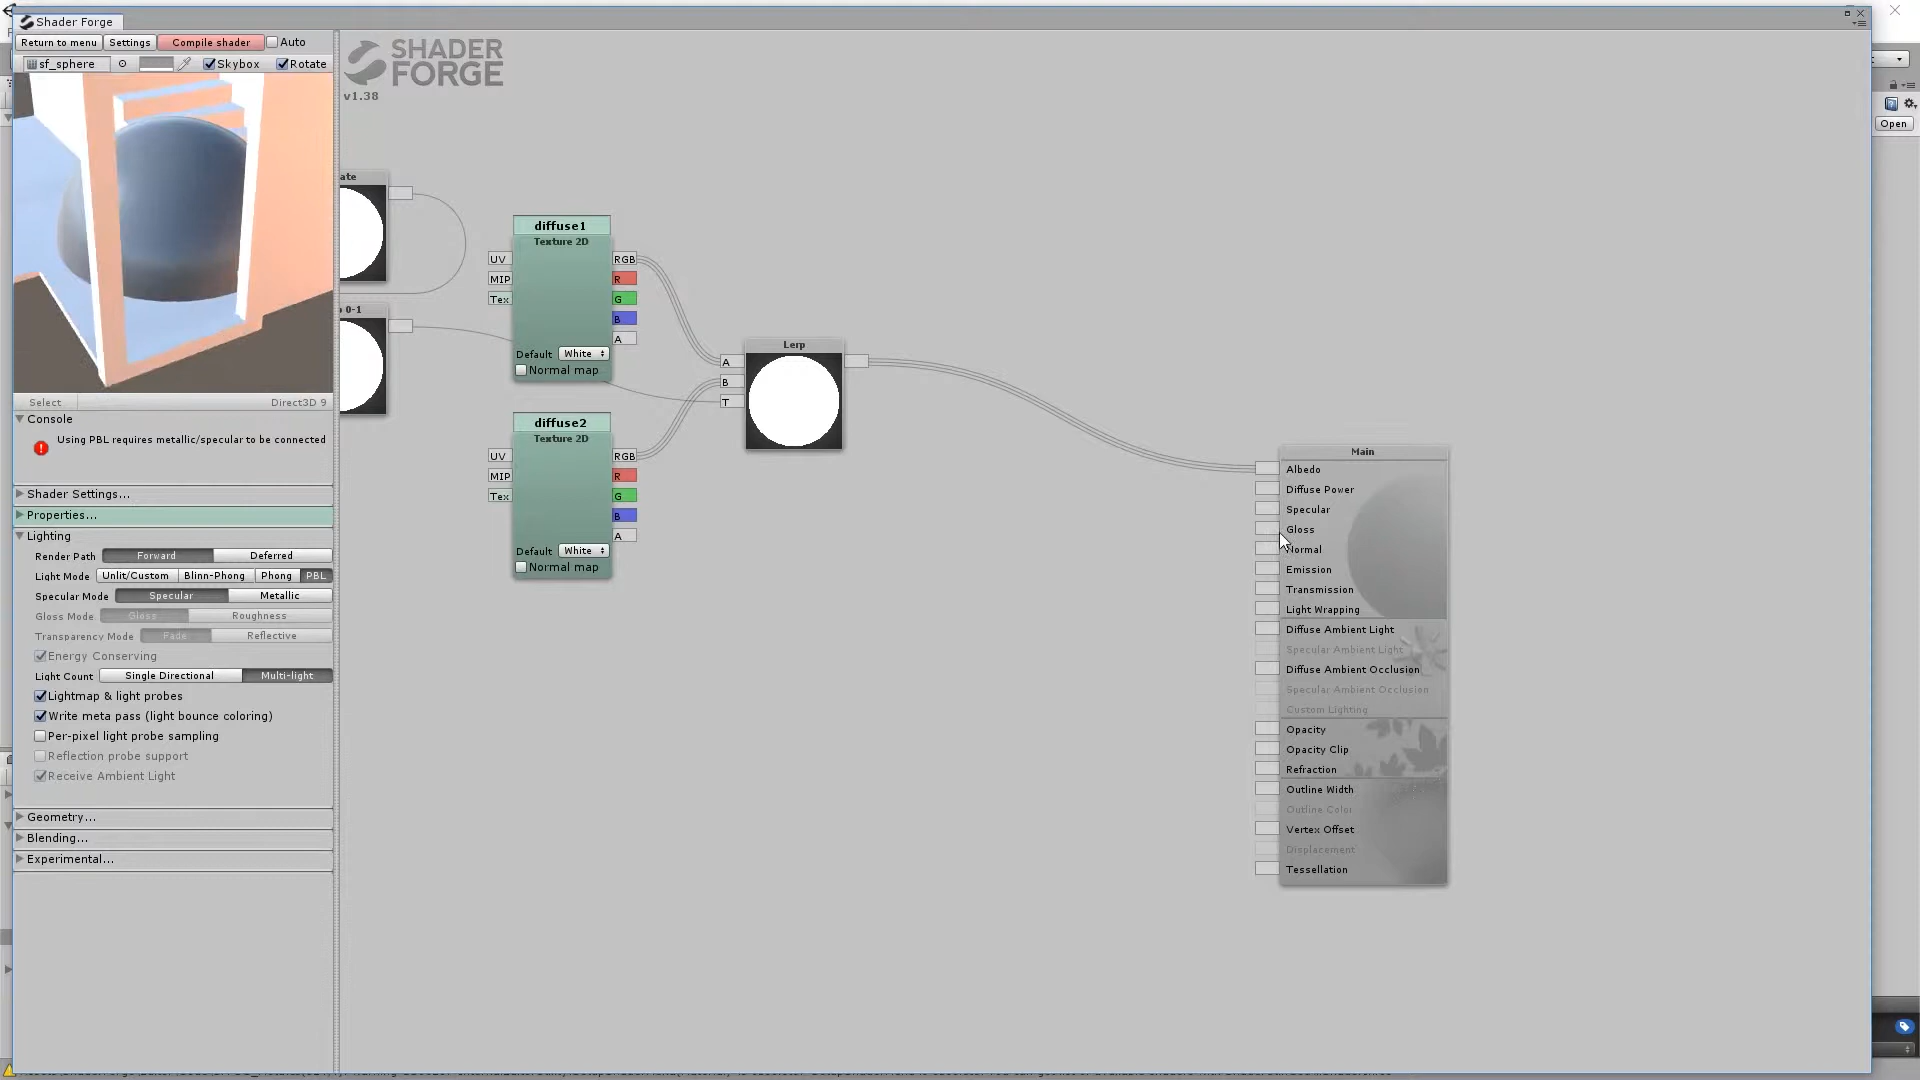 Shader Forge
Return to menu
Settings
Compile shader
Auto
sf_sphere
Skybox
Rotate
Select
Direct3D 9
Console
Using PBL requires metallic/specular to be connected
Shader Settings...
Properties...
Lighting
Render Path
Forward
Deferred
Light Mode
Unlit/Custom
Blinn-Phong
Phong
PBL
Specular Mode
Specular
Metallic
Gloss Mode
Gloss
Roughness
Transparency Mode
Fade
Reflective
Energy Conserving
Light Count
Single Directional
Multi-light
Lightmap & light probes
Write meta pass (light bounce coloring)
Per-pixel light probe sampling
Reflection probe support
Receive Ambient Light
Geometry...
Blending...
Experimental...
SHADER
FORGE
v1.38
ate
0-1
diffuse1
Texture 2D
UV
MIP
Tex
RGB
R
G
B
A
Default
White
Normal map
diffuse2
Texture 2D
UV
MIP
Tex
RGB
R
G
B
A
Default
White
Normal map
Lerp
A
B
T
Main
Albedo
Diffuse Power
Specular
Gloss
Normal
Emission
Transmission
Light Wrapping
Diffuse Ambient Light
Specular Ambient Light
Diffuse Ambient Occlusion
Specular Ambient Occlusion
Custom Lighting
Opacity
Opacity Clip
Refraction
Outline Width
Outline Color
Vertex Offset
Displacement
Tessellation
Open